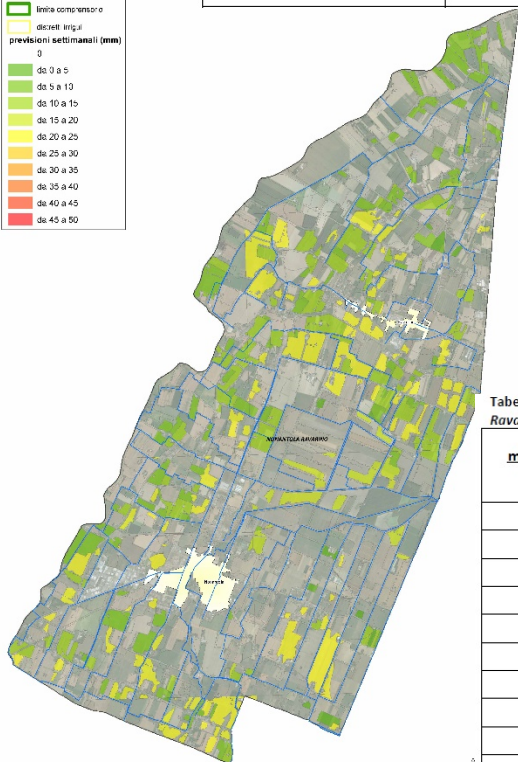 limite comprensorio
distretti irrigui
previsioni settimanali (mm)
0
da 0 a 5
da 5 a 10
da 10 a 15
da 15 a 20
da 20 a 25
da 25 a 30
da 30 a 35
da 35 a 40
da 40 a 45
da 45 a 50
NONANTOLA RAVARINO
Tabe
Rava
m